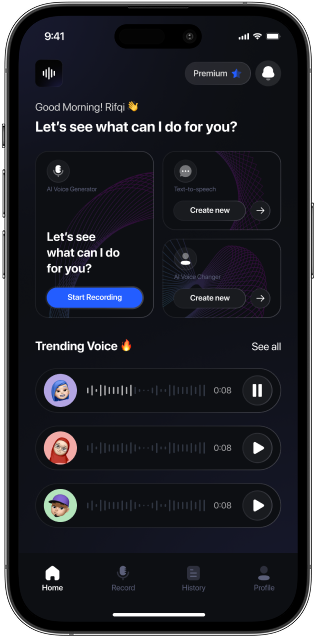 9:41
Premium
Good Morning! Rifqi 👋
Let's see what can I do for you?
AI Voice Generator
Let's see
what can I do
for you?
Start Recording
Text-to-speech
Create new
AI Voice Changer
Create new
Trending Voice 🔥
See all
0:08
0:08
0:08
Home
Record
History
Profile